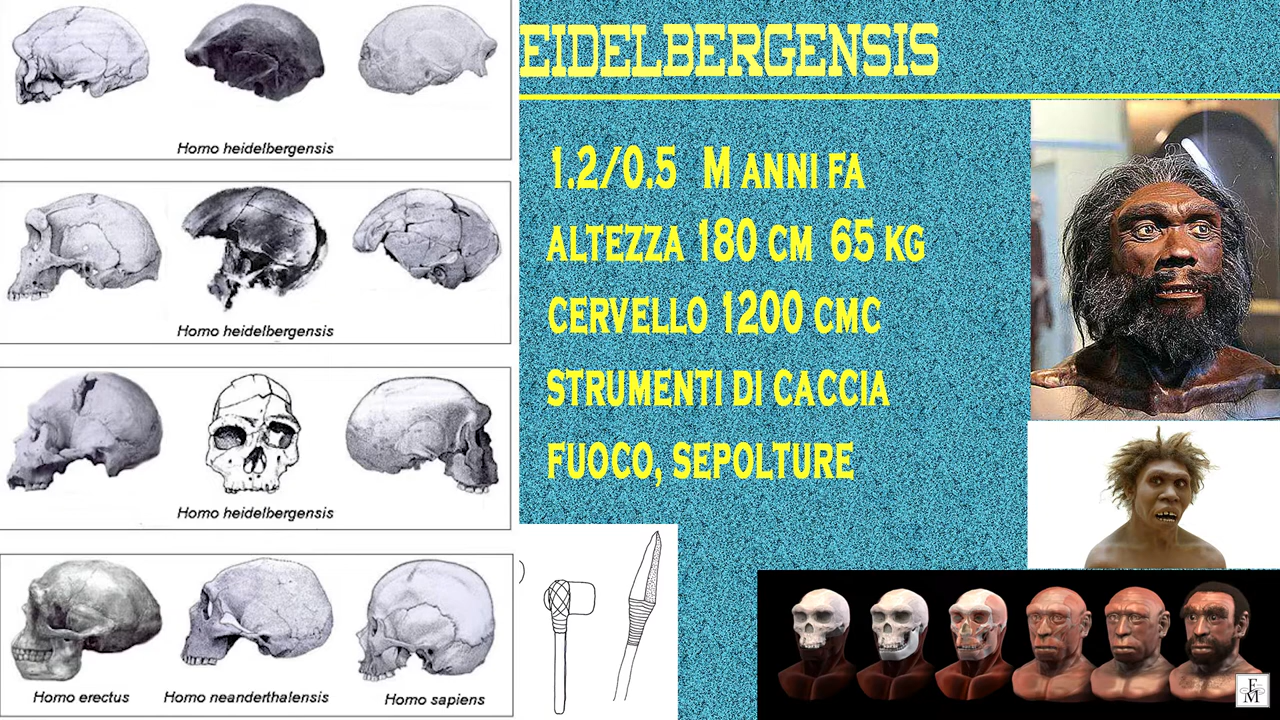 EIDELBERGENSIS
1.2/0.5 M ANNI FA
ALTEZZA 180 CM 65 KG
CERVELLO 1200 CMC
STRUMENTI DI CACCIA
FUOCO, SEPOLTURE
Homo heidelbergensis
Homo heidelbergensis
Homo heidelbergensis
Homo erectus
Homo neanderthalensis
Homo sapiens
F
M